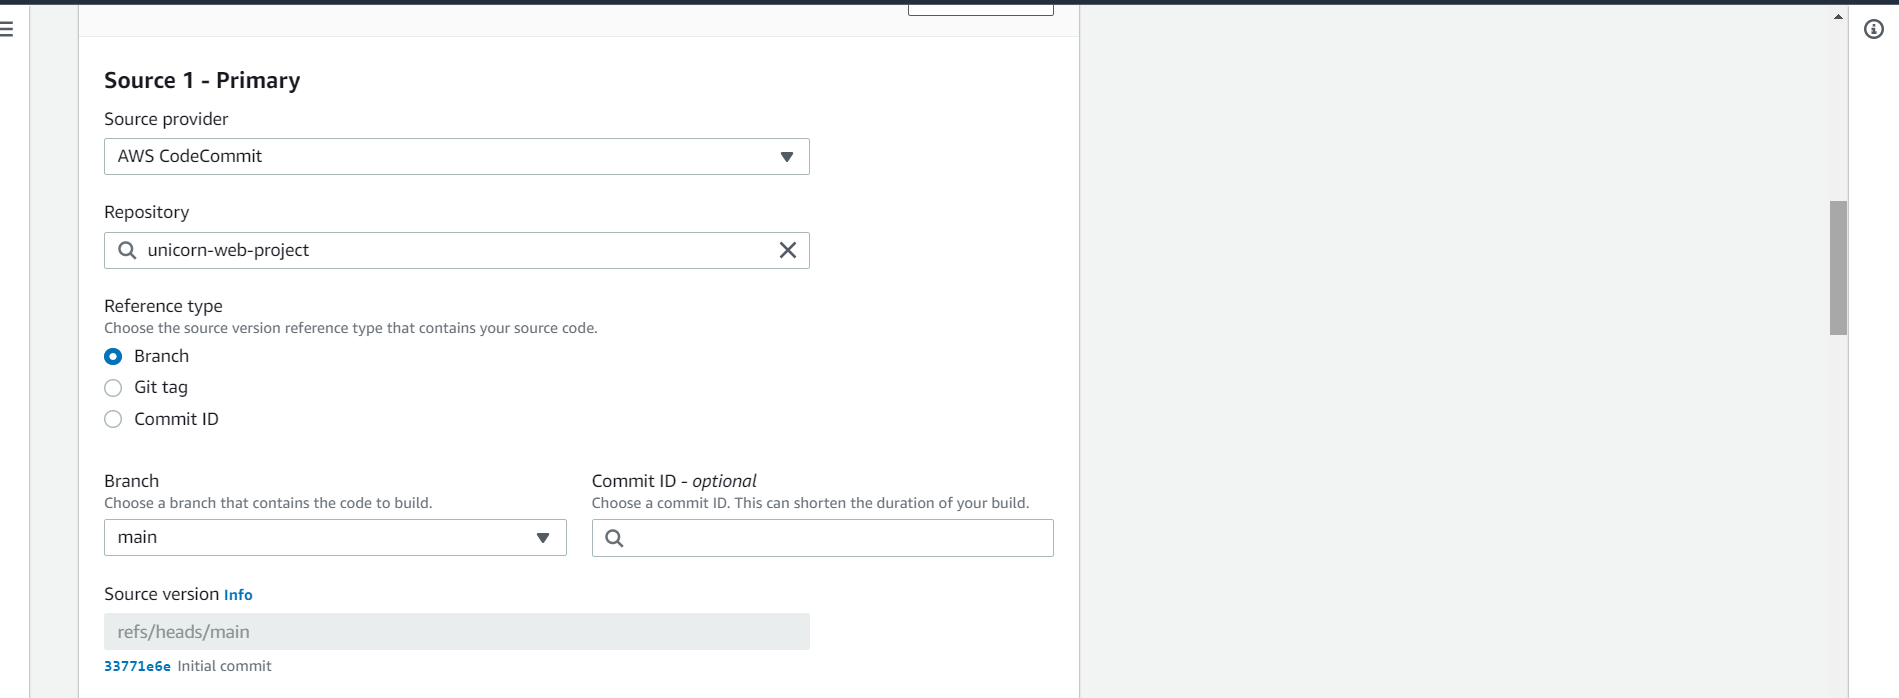 Source 1 - Primary
Source provider
AWS CodeCommit
Repository
unicorn-web-project
Reference type
Choose the source version reference type that contains your source code.
Branch
Git tag
Commit ID
Branch
Choose a branch that contains the code to build.
main
Commit ID - optional
Choose a commit ID. This can shorten the duration of your build.
Source version Info
refs/heads/main
33771e6e Initial commit